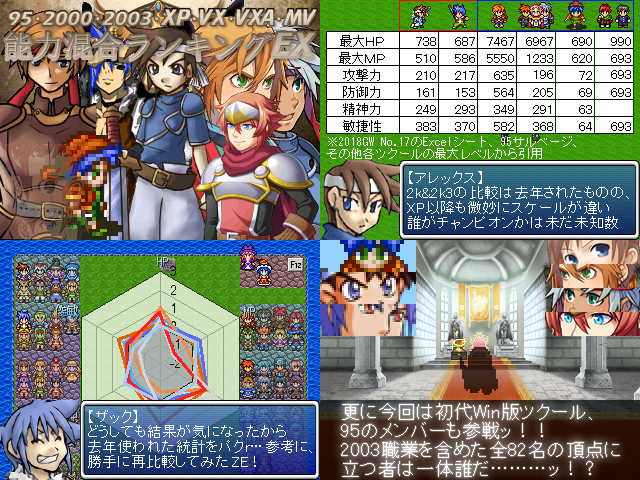 95・2000・2003・XP・VX・VXA・MV
能力混合ランキングEX
最大HP 738 687 7467 6967 690 990
最大MP 510 586 5550 1233 620 693
攻撃力 210 217 635 196 72 693
防御力 161 153 564 205 69 693
精神力 249 293 349 291 63
敏捷性 383 370 582 368 64 693
※2018GW No.17のExcelシート、95サルページ、
その他各ツクールの最大レベルから引用
【アレックス】
2k&2k3の比較は去年されたものの、
XP以降も微妙にスケールが違い
誰がチャンピオンかは未だ未知数
HP
F12
2
1
-2
【ザック】
どうしても結果が気になったから
去年使われた統計をパクr…参考に、
勝手に再比較してみたZE！
更に今回は初代Win版ツクール、
95のメンバーも参戦ッ！！
2003職業を含めた全82名の頂点に
立つ者は一体誰だ………ッ！？